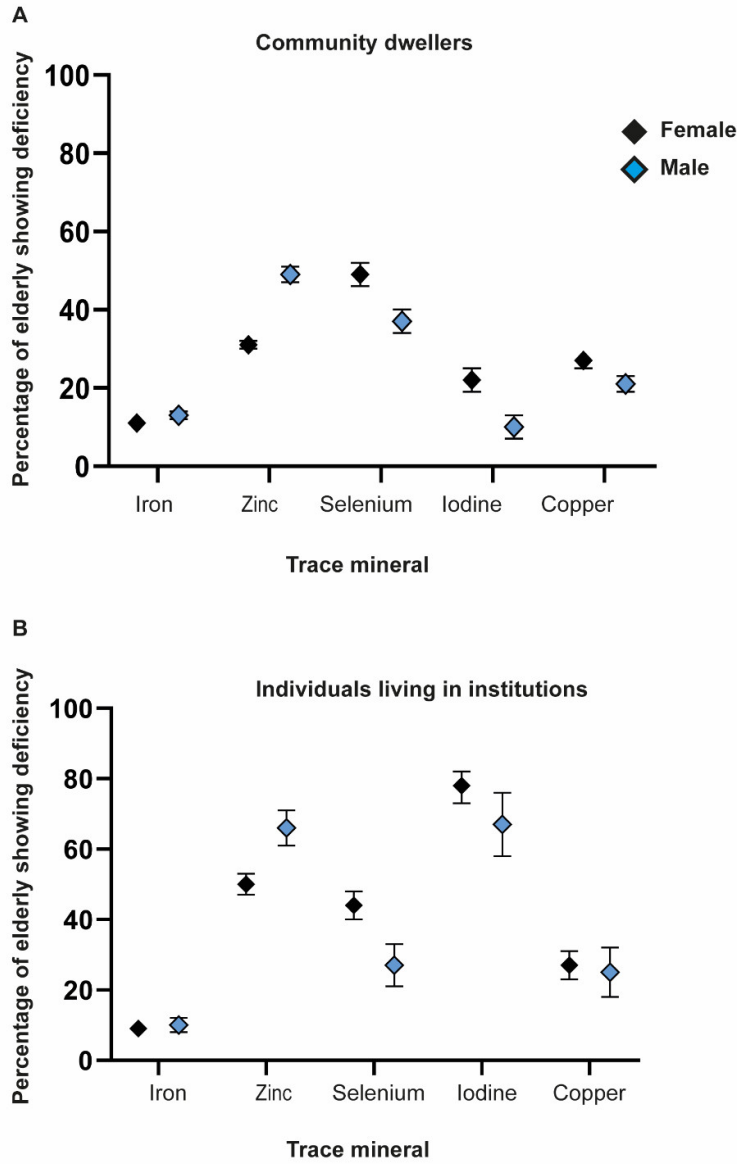 A
Community dwellers
Percentage of elderly showing deficiency
100
80
60
40
20
0
Female
Male
Iron Zinc Selenium Iodine Copper
Trace mineral
B
Individuals living in institutions
Percentage of elderly showing deficiency
100
80
60
40
20
0
Iron Zinc Selenium Iodine Copper
Trace mineral